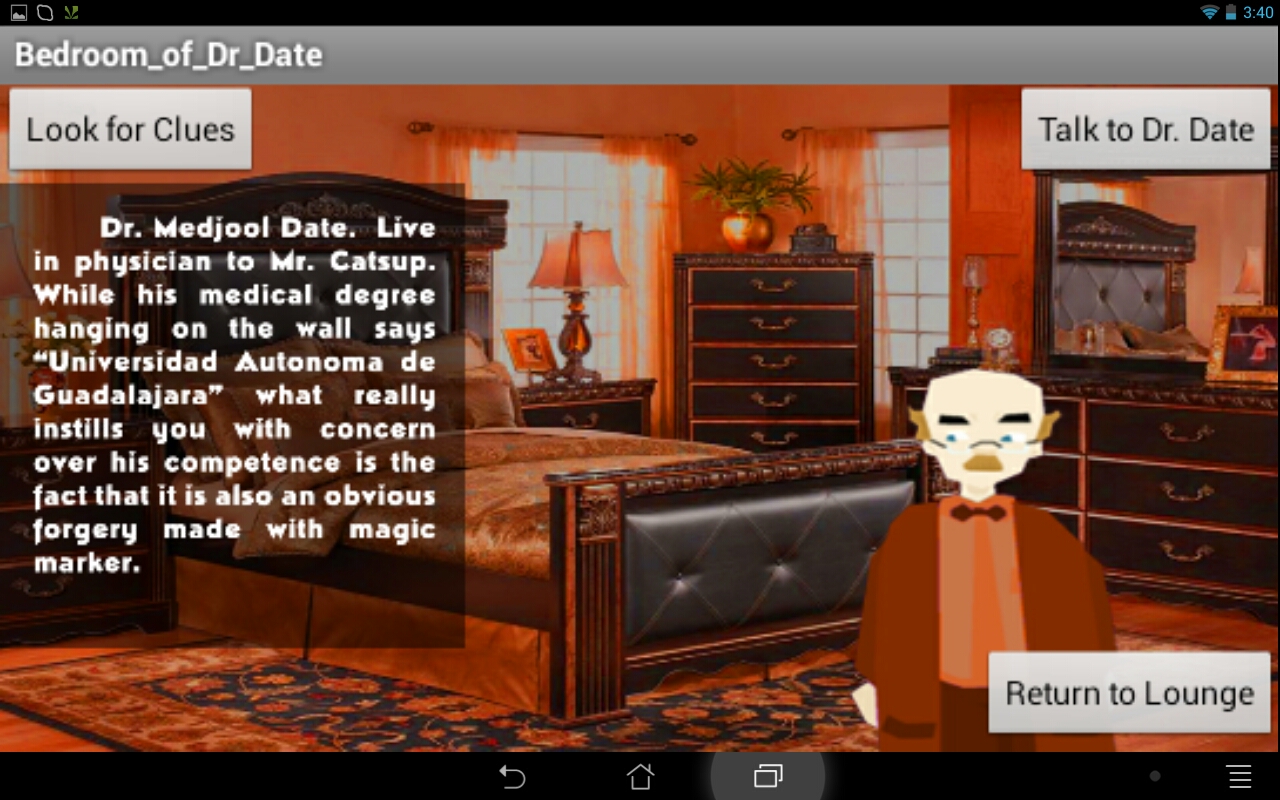 3:40
Bedroom_of_Dr_Date
Look for Clues
Talk to Dr. Date
Dr. Medjool Date. Live
in physician to Mr. Catsup.
While his medical degree
hanging on the wall says
“Universidad Autonoma de
Guadalajara” what really
instills you with concern
over his competence is the
fact that it is also an obvious
forgery made with magic
marker.
Return to Lounge